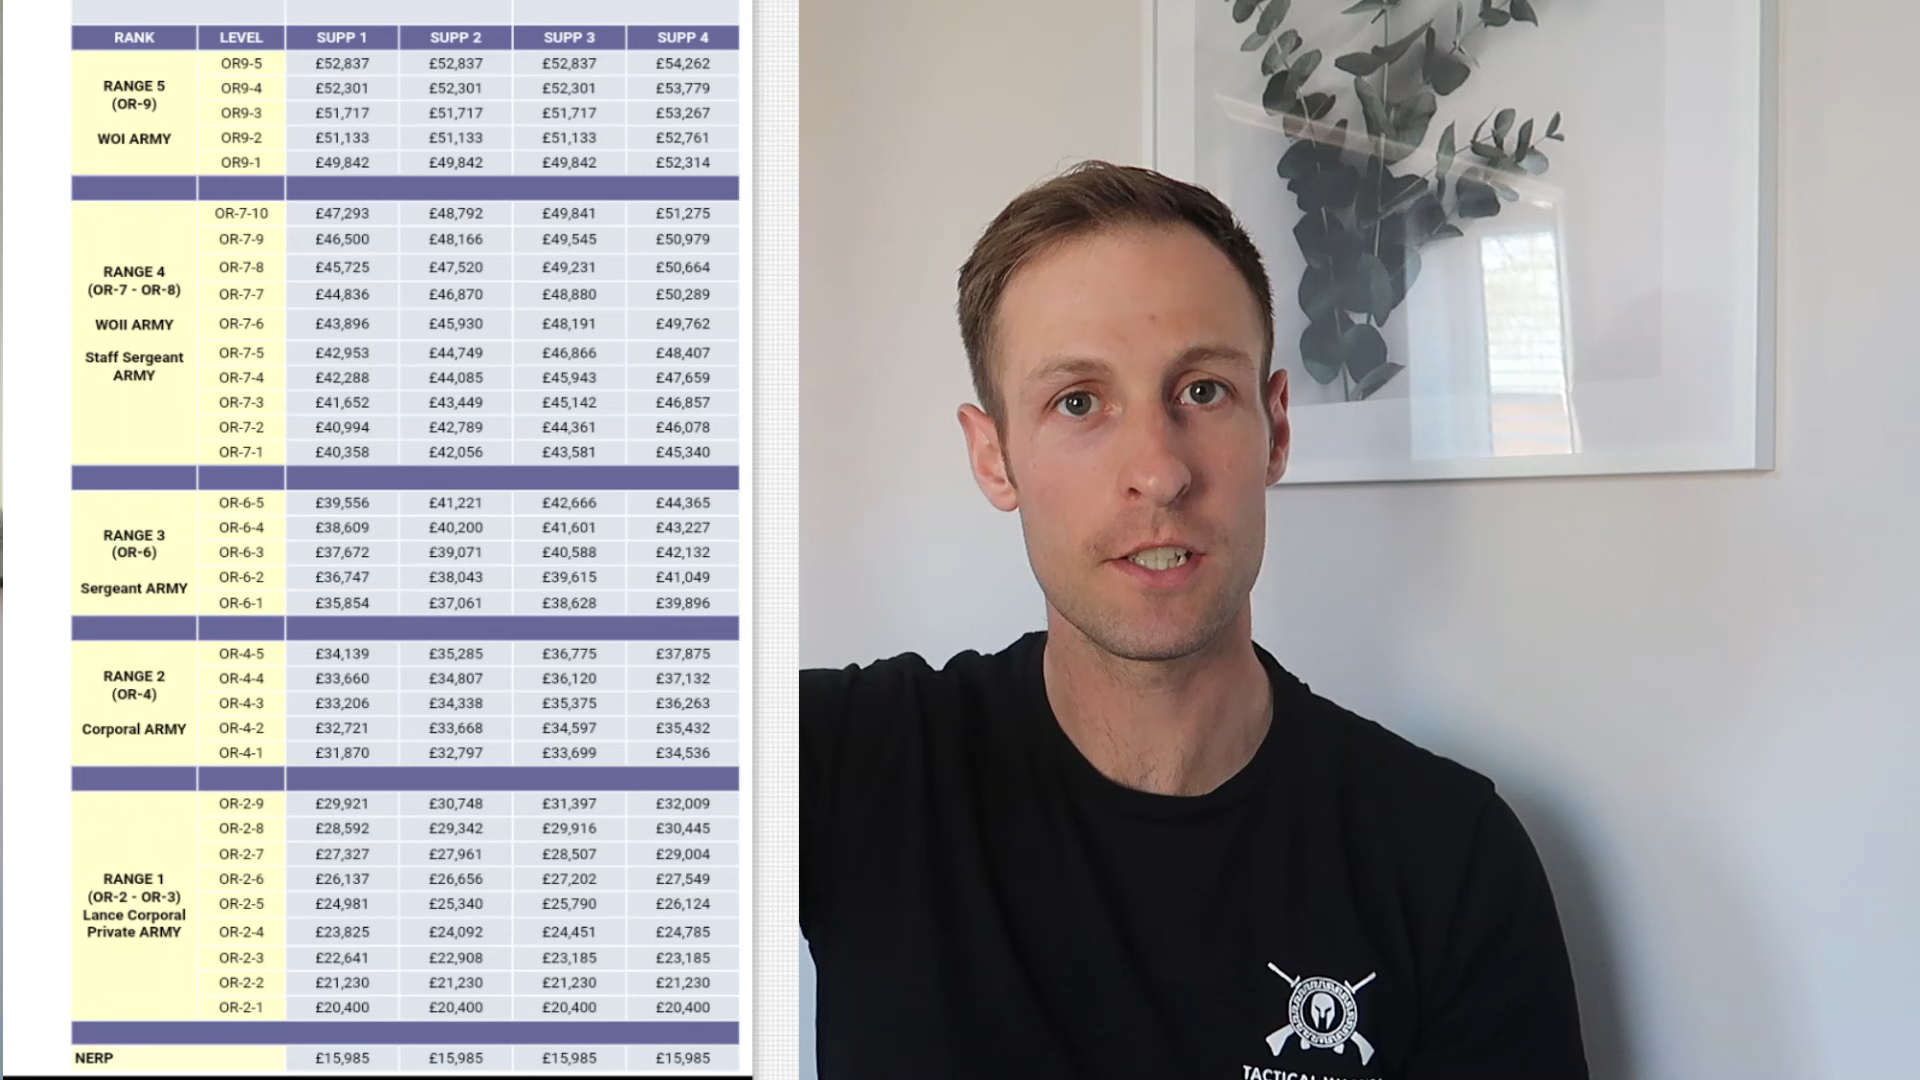 RANK LEVEL SUPP 1 SUPP 2 SUPP 3 SUPP 4
RANGE 5
(OR-9)
WOI ARMY
OR9-5 £52,837 £52,837 £52,837 £54,262
OR9-4 £52,301 £52,301 £52,301 £53,779
OR9-3 £51,717 £51,717 £51,717 £53,267
OR9-2 £51,133 £51,133 £51,133 £52,761
OR9-1 £49,842 £49,842 £49,842 £52,314
RANGE 4
(OR-7 - OR-8)
WOII ARMY
Staff Sergeant
ARMY
OR-7-10 £47,293 £48,792 £49,841 £51,275
OR-7-9 £46,500 £48,166 £49,545 £50,979
OR-7-8 £45,725 £47,520 £49,231 £50,664
OR-7-7 £44,836 £46,870 £48,880 £50,289
OR-7-6 £43,896 £45,930 £48,191 £49,762
OR-7-5 £42,953 £44,749 £46,866 £48,407
OR-7-4 £42,288 £44,085 £45,943 £47,659
OR-7-3 £41,652 £43,449 £45,142 £46,857
OR-7-2 £40,994 £42,789 £44,361 £46,078
OR-7-1 £40,358 £42,056 £43,581 £45,340
RANGE 3
(OR-6)
Sergeant ARMY
OR-6-5 £39,556 £41,221 £42,666 £44,365
OR-6-4 £38,609 £40,200 £41,601 £43,227
OR-6-3 £37,672 £39,071 £40,588 £42,132
OR-6-2 £36,747 £38,043 £39,615 £41,049
OR-6-1 £35,854 £37,061 £38,628 £39,896
RANGE 2
(OR-4)
Corporal ARMY
OR-4-5 £34,139 £35,285 £36,775 £37,875
OR-4-4 £33,660 £34,807 £36,120 £37,132
OR-4-3 £33,206 £34,338 £35,375 £36,263
OR-4-2 £32,721 £33,668 £34,597 £35,432
OR-4-1 £31,870 £32,797 £33,699 £34,536
RANGE 1
(OR-2 - OR-3)
Lance Corporal
Private ARMY
OR-2-9 £29,921 £30,748 £31,397 £32,009
OR-2-8 £28,592 £29,342 £29,916 £30,445
OR-2-7 £27,327 £27,961 £28,507 £29,004
OR-2-6 £26,137 £26,656 £27,202 £27,549
OR-2-5 £24,981 £25,340 £25,790 £26,124
OR-2-4 £23,825 £24,092 £24,451 £24,785
OR-2-3 £22,641 £22,908 £23,185 £23,185
OR-2-2 £21,230 £21,230 £21,230 £21,230
OR-2-1 £20,400 £20,400 £20,400 £20,400
NERP £15,985 £15,985 £15,985 £15,985
TACTICAL